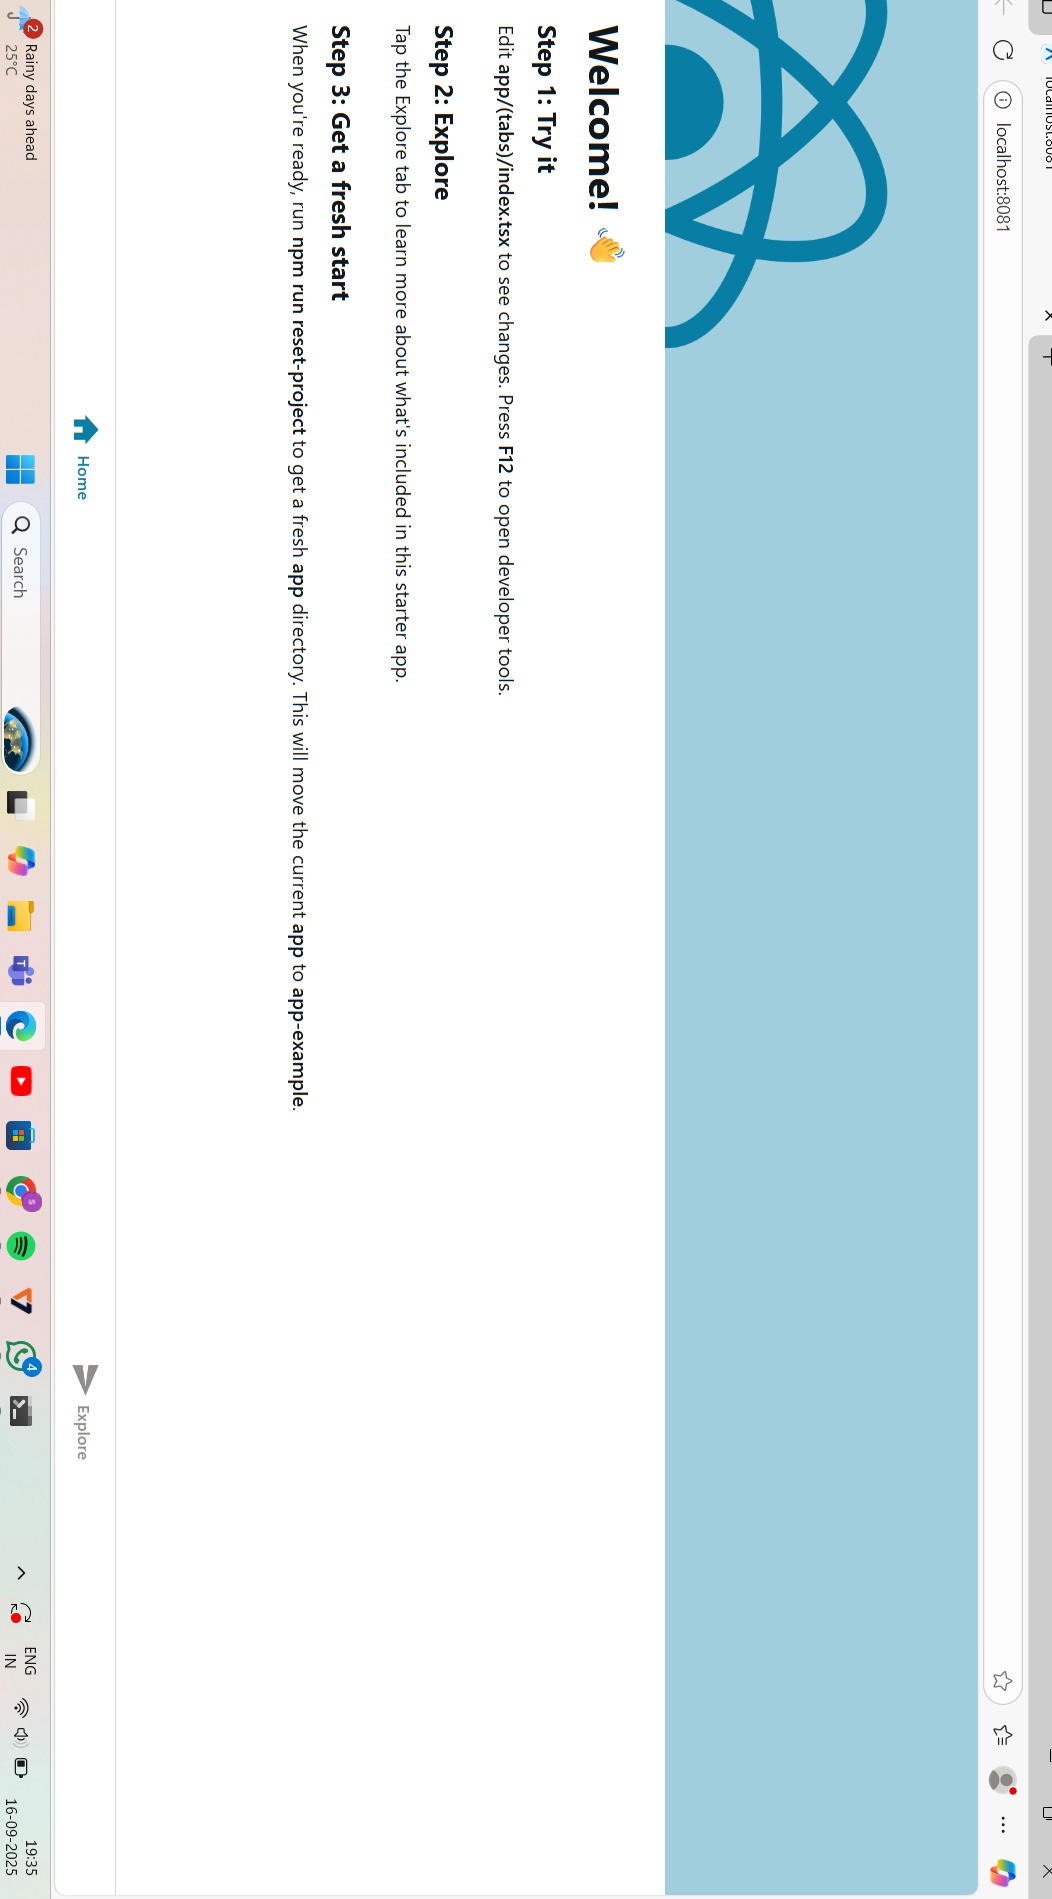 localhost:8081
localhost:8081
Welcome! 👋
Step 1: Try it
Edit app/(tabs)/index.tsx to see changes. Press F12 to open developer tools.
Step 2: Explore
Tap the Explore tab to learn more about what's included in this starter app.
Step 3: Get a fresh start
When you're ready, run npm run reset-project to get a fresh app directory. This will move the current app to app-example.
Home
Explore
2
Rainy days ahead
25°C
Search
4
ENG
IN
19:35
16-09-2025